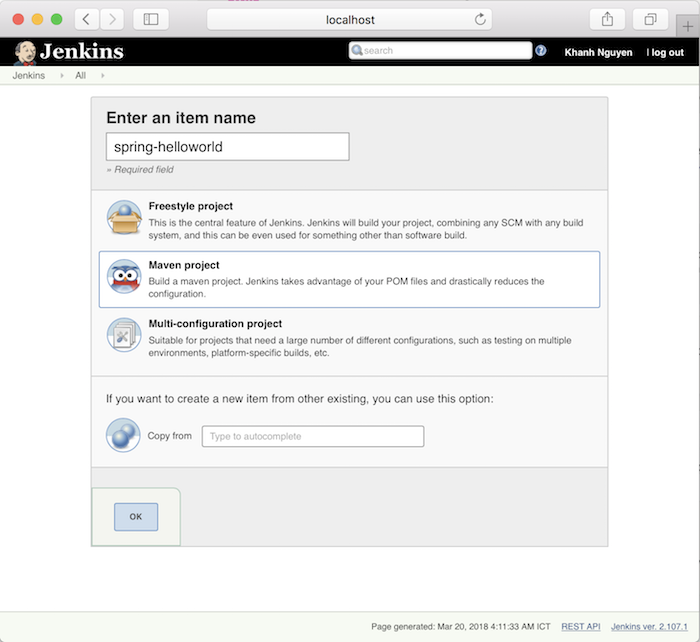 localhost
Jenkins
search
Khanh Nguyen
| log out
Jenkins
All
Enter an item name
spring-helloworld
» Required field
Freestyle project
This is the central feature of Jenkins. Jenkins will build your project, combining any SCM with any build
system, and this can be even used for something other than software build.
Maven project
Build a maven project. Jenkins takes advantage of your POM files and drastically reduces the
configuration.
Multi-configuration project
Suitable for projects that need a large number of different configurations, such as testing on multiple
environments, platform-specific builds, etc.
If you want to create a new item from other existing, you can use this option:
Copy from
Type to autocomplete
OK
Page generated: Mar 20, 2018 4:11:33 AM ICT
REST API
Jenkins ver. 2.107.1